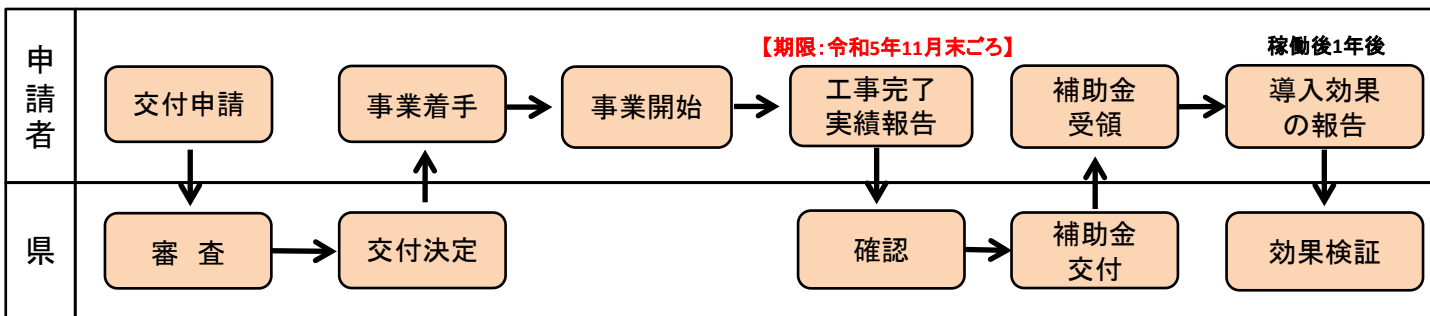 申請者
【期限：令和5年11月末ごろ】
稼働後1年後
交付申請
事業着手
事業開始
工事完了
実績報告
補助金
受領
導入効果
の報告
県
審 査
交付決定
確認
補助金
交付
効果検証